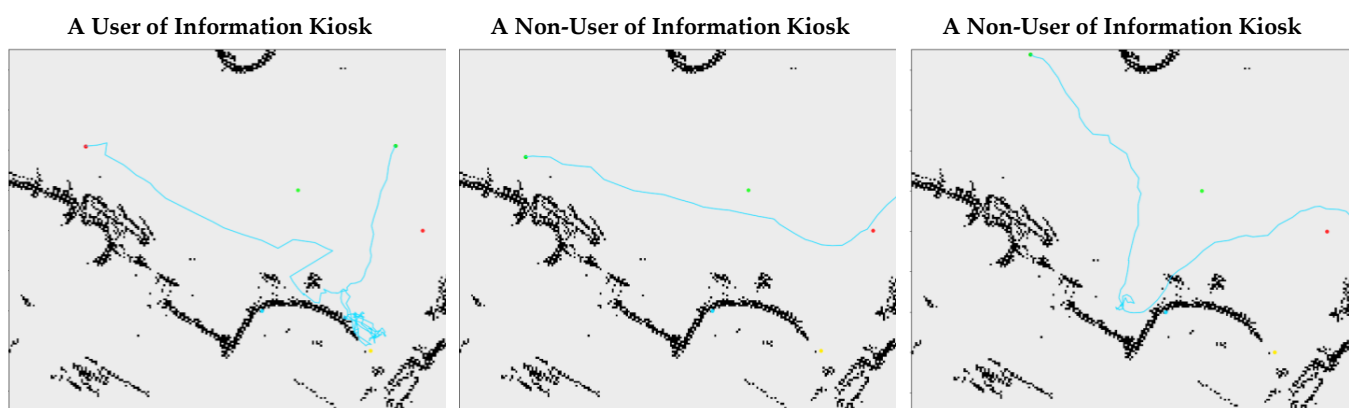 A User of Information Kiosk
A Non-User of Information Kiosk
A Non-User of Information Kiosk